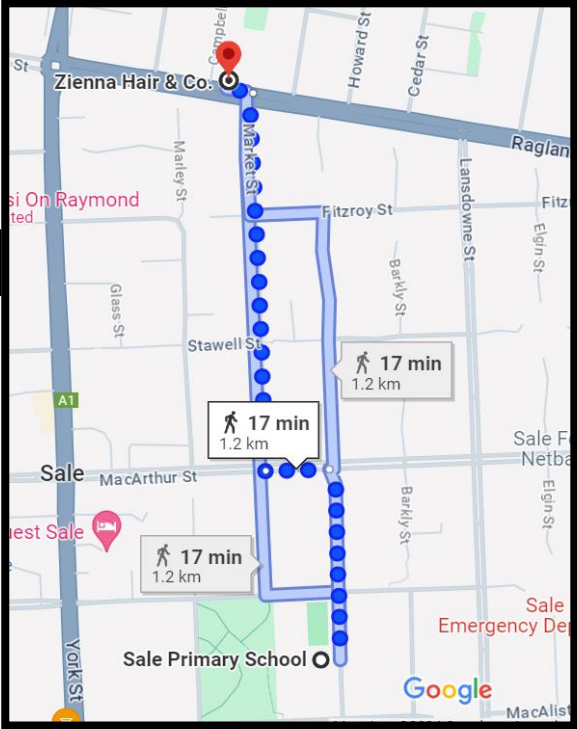 Campbell
St
Zienna Hair & Co.
Howard St
Cedar St
Raglan
Market St
Marley St
Lansdowne St
si On Raymond
ted
Fitzroy St
Fitz
Elgin St
Barkly St
Glass St
Stawell St
17 min
1.2 km
A1
17 min
1.2 km
Sale F
Netba
Sale
MacArthur St
Barkly St
Elgin St
uest Sale
17 min
1.2 km
Sale
Emergency De
York St
Sale Primary School
Google
MacAlist